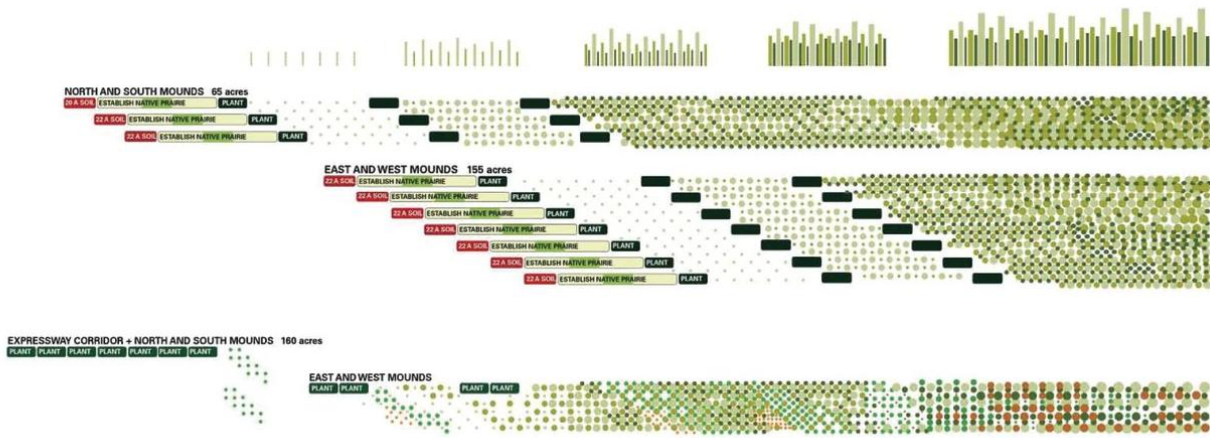 NORTH AND SOUTH MOUNDS 65 acres
20 A SOIL ESTABLISH NATIVE PRAIRIE PLANT
22 A SOIL ESTABLISH NATIVE PRAIRIE PLANT
22 A SOIL ESTABLISH NATIVE PRAIRIE PLANT
EAST AND WEST MOUNDS 155 acres
22 A SOIL ESTABLISH NATIVE PRAIRIE PLANT
22 A SOIL ESTABLISH NATIVE PRAIRIE PLANT
22 A SOIL ESTABLISH NATIVE PRAIRIE PLANT
22 A SOIL ESTABLISH NATIVE PRAIRIE PLANT
22 A SOIL ESTABLISH NATIVE PRAIRIE PLANT
22 A SOIL ESTABLISH NATIVE PRAIRIE PLANT
22 A SOIL ESTABLISH NATIVE PRAIRIE PLANT
EXPRESSWAY CORRIDOR + NORTH AND SOUTH MOUNDS 160 acres
PLANT PLANT PLANT PLANT PLANT PLANT PLANT
EAST AND WEST MOUNDS
PLANT PLANT PLANT PLANT